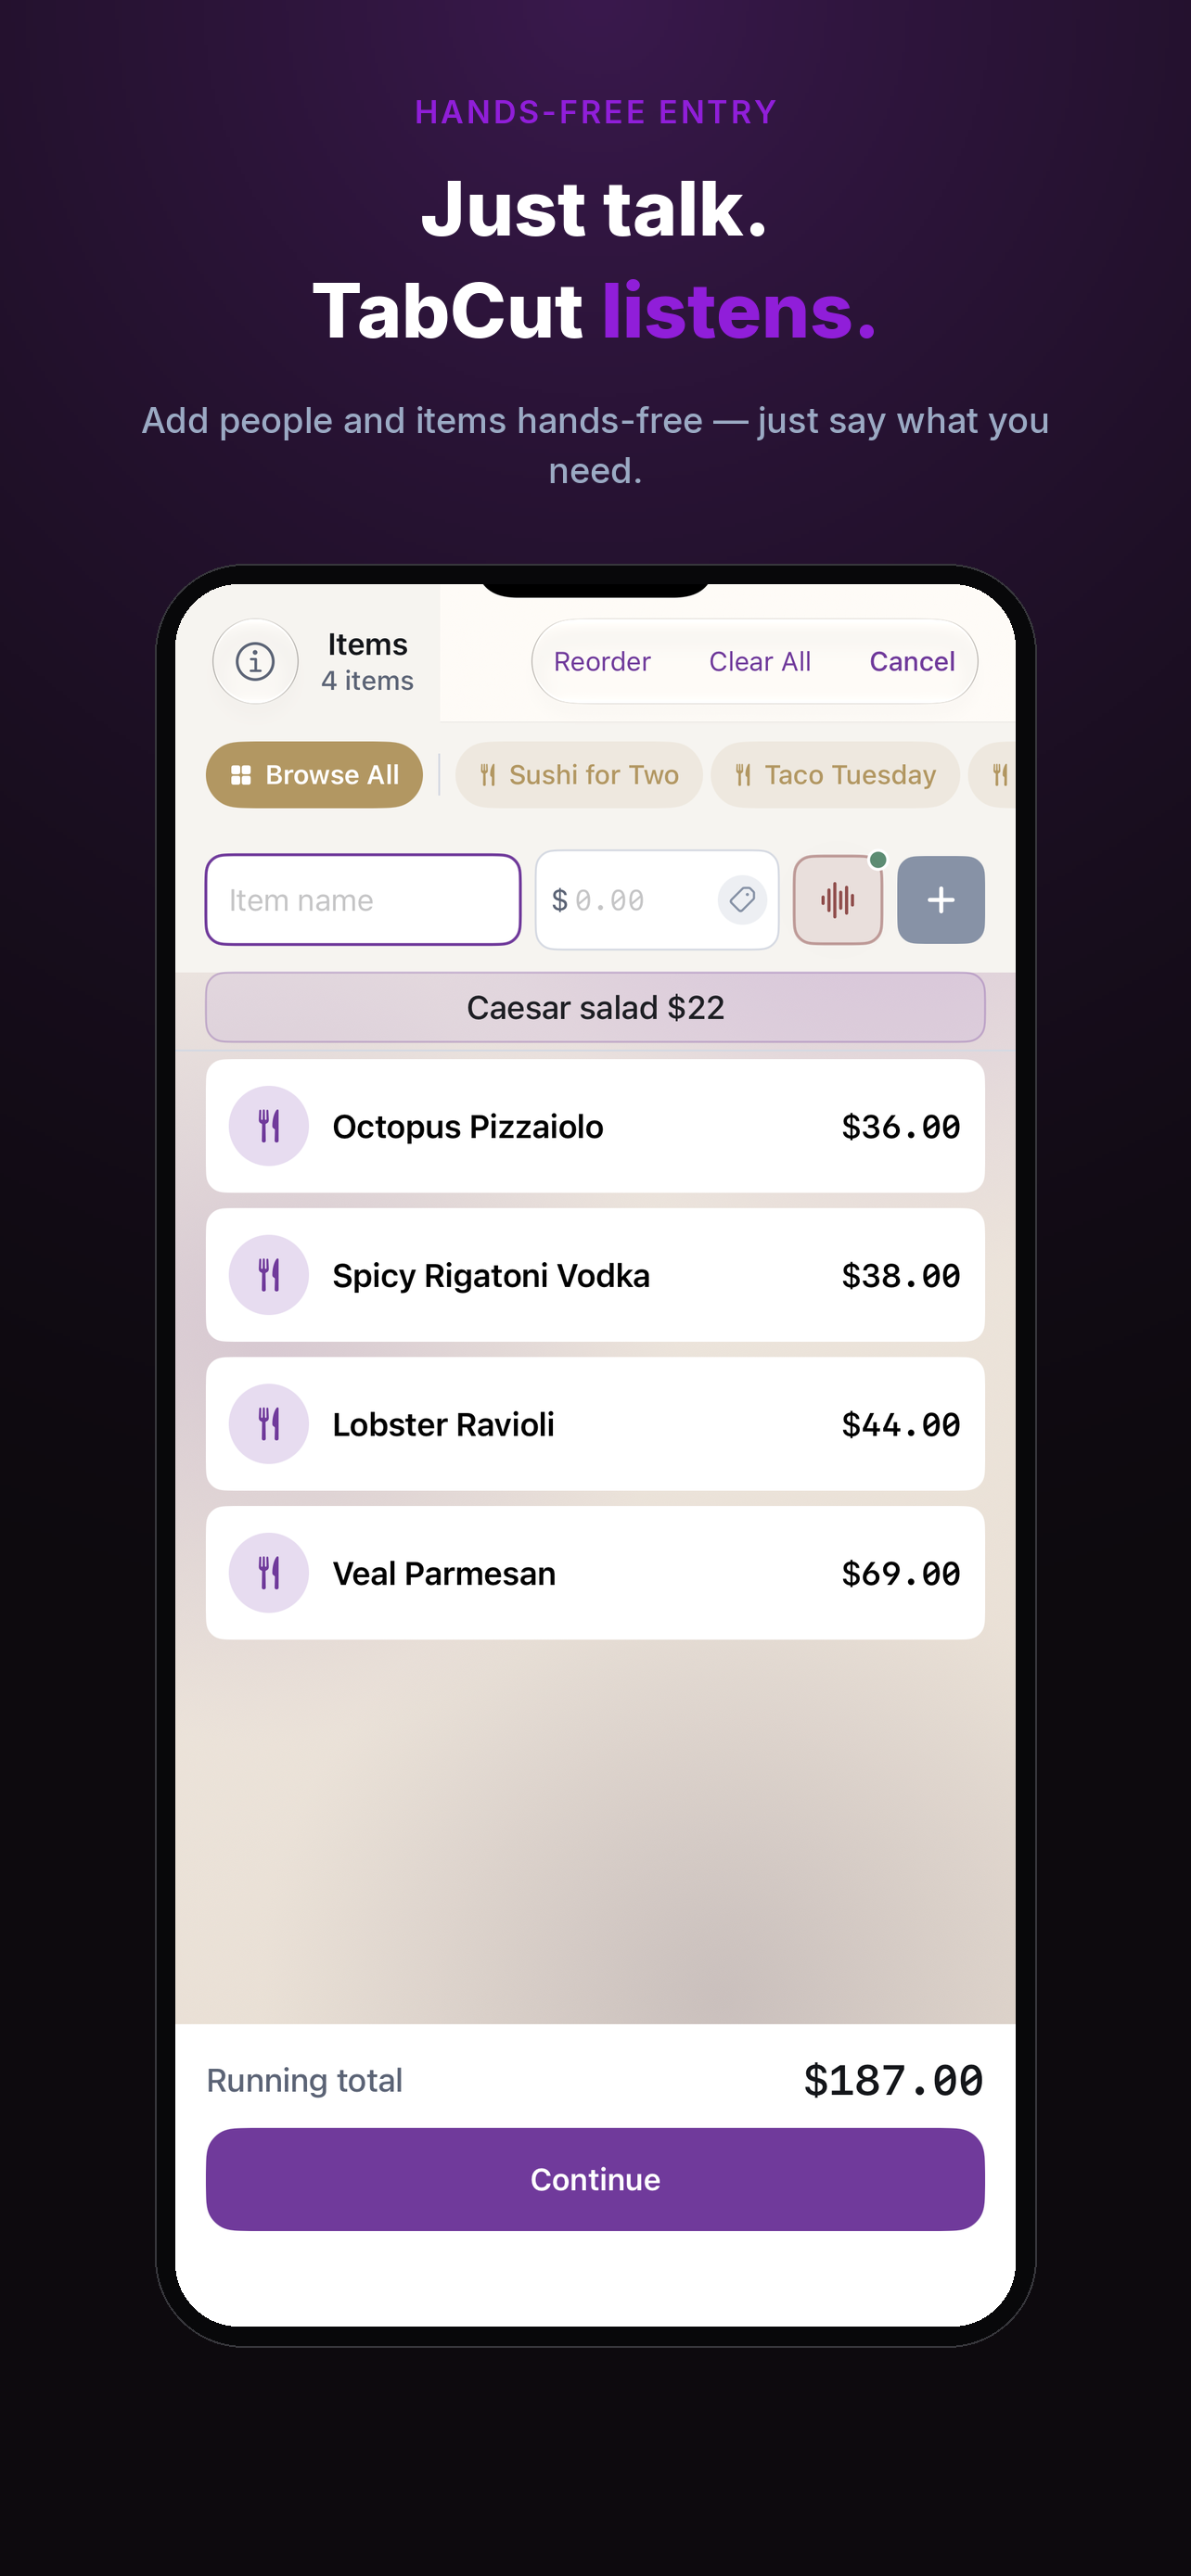 HANDS-FREE ENTRY
Just talk.
TabCut listens.
Add people and items hands-free — just say what you
need.
Items
4 items
Reorder
Clear All
Cancel
Browse All
Sushi for Two
Taco Tuesday
Item name
$ 0.00
Caesar salad $22
Octopus Pizzaiolo $36.00
Spicy Rigatoni Vodka $38.00
Lobster Ravioli $44.00
Veal Parmesan $69.00
Running total $187.00
Continue